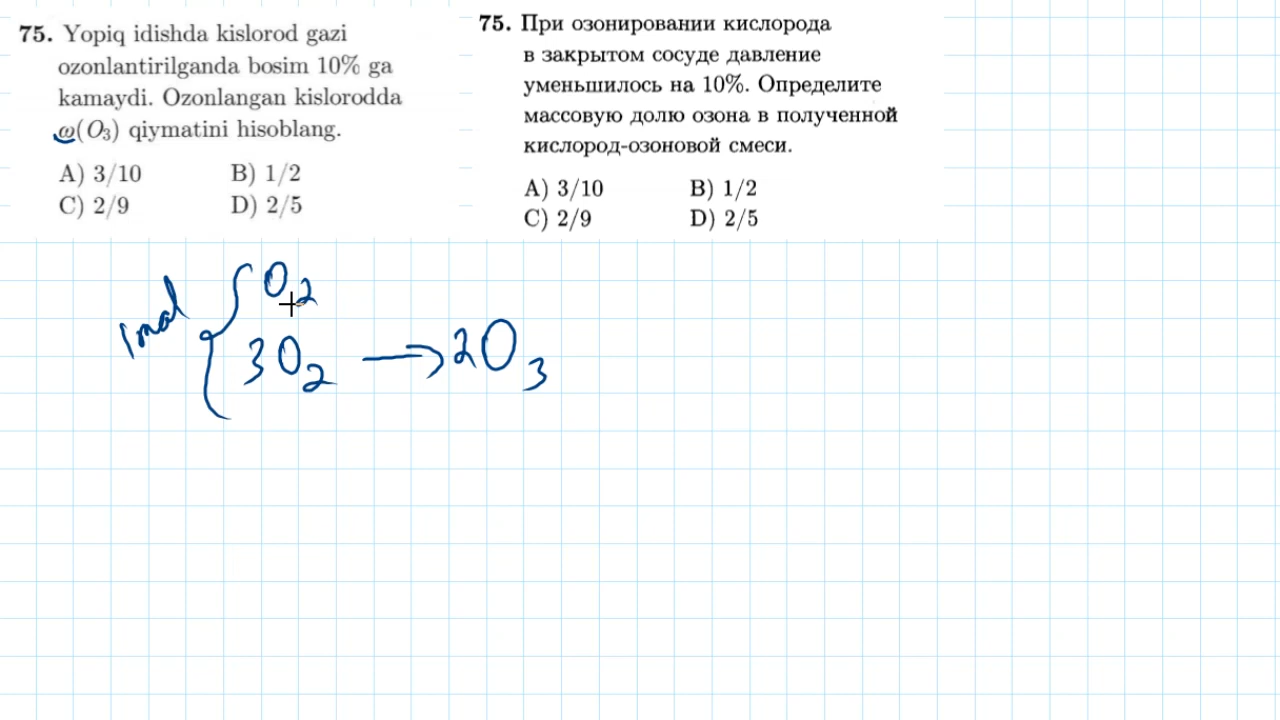 75. Yopiq idishda kislorod gazi
ozonlantirilganda bosim 10% ga
kamaydi. Ozonlangan kislorodda
ω(O₃) qiymatini hisoblang.
A) 3/10 B) 1/2
C) 2/9 D) 2/5
75. При озонировании кислорода
в закрытом сосуде давление
уменьшилось на 10%. Определите
массовую долю озона в полученной
кислород-озоновой смеси.
A) 3/10 B) 1/2
C) 2/9 D) 2/5
1 mol { O₂
3O₂ → 2O₃